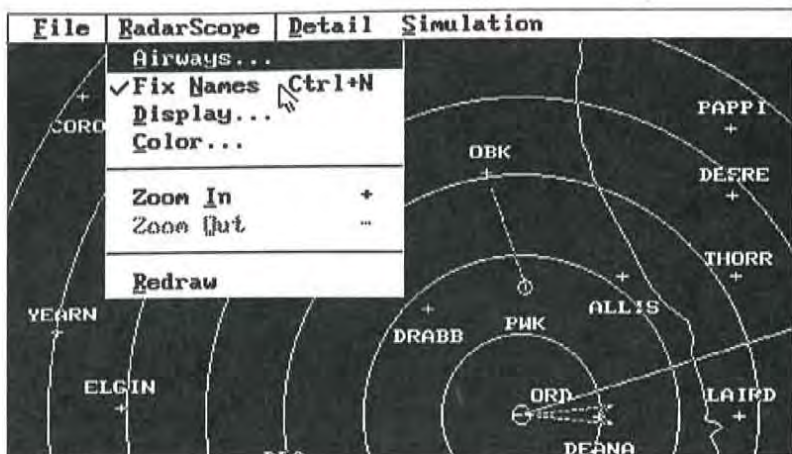 File RadarScope Detail Simulation
Airways...
✓Fix Names Ctrl+N
Display...
Color...
Zoom In +
Zoom Out -
Redraw
PAPPI
OBK
DEERE
THORR
ALLIS
YEARN
DRABB
PWK
ELGIN
ORD
LAIRD
DEANA